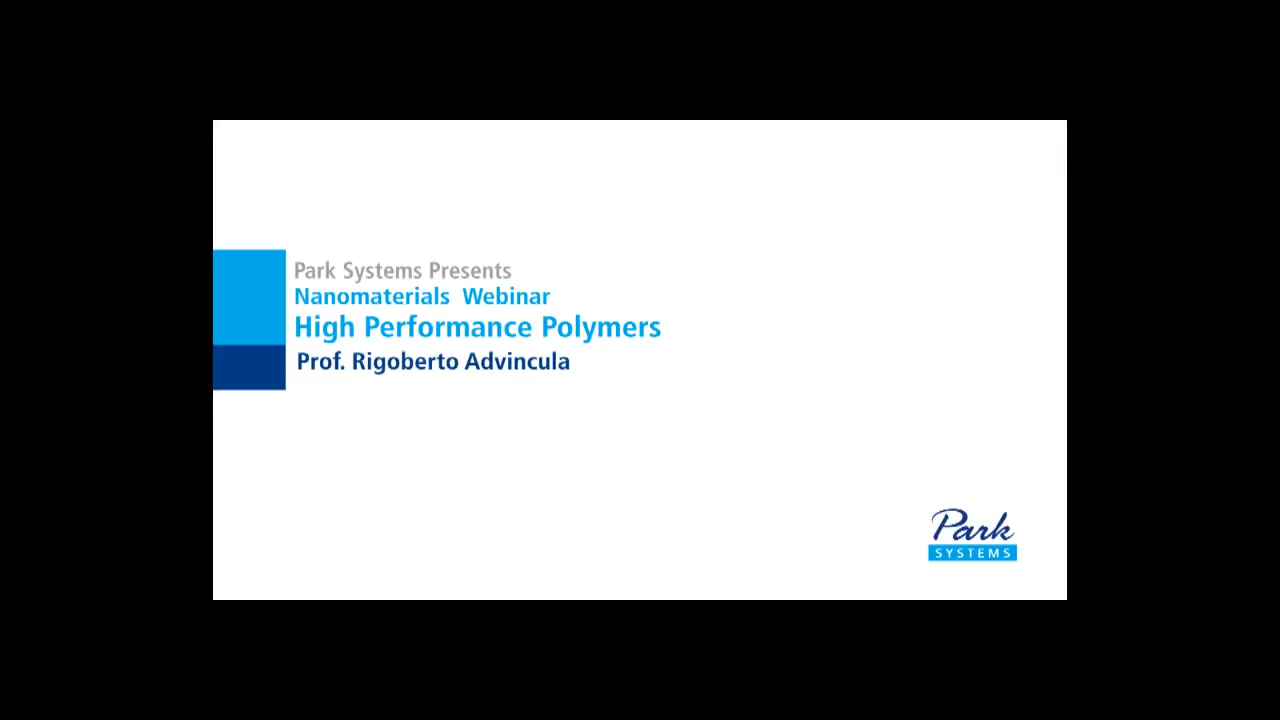 Park Systems Presents
Nanomaterials Webinar
High Performance Polymers
Prof. Rigoberto Advincula
Park
SYSTEMS